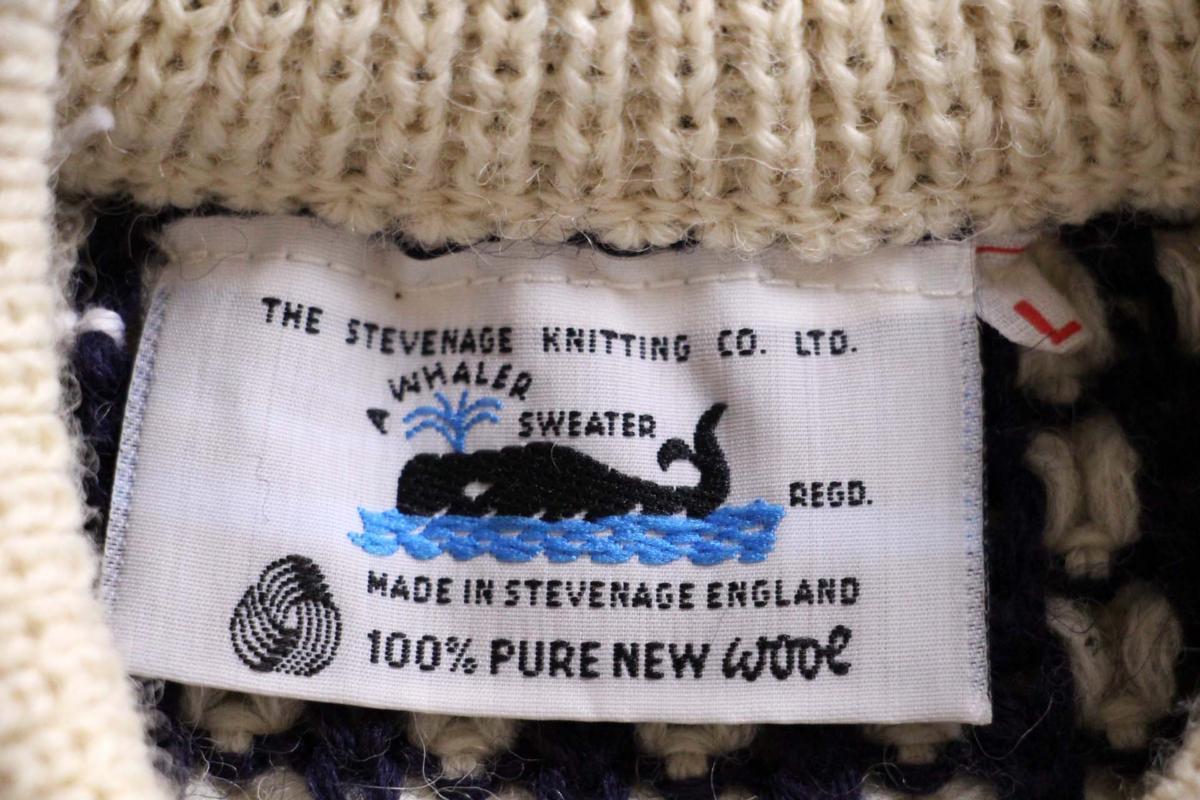 THE STEVENAGE KNITTING CO. LTD.
A WHALER
SWEATER
REGD.
MADE IN STEVENAGE ENGLAND
100% PURE NEW wool
L